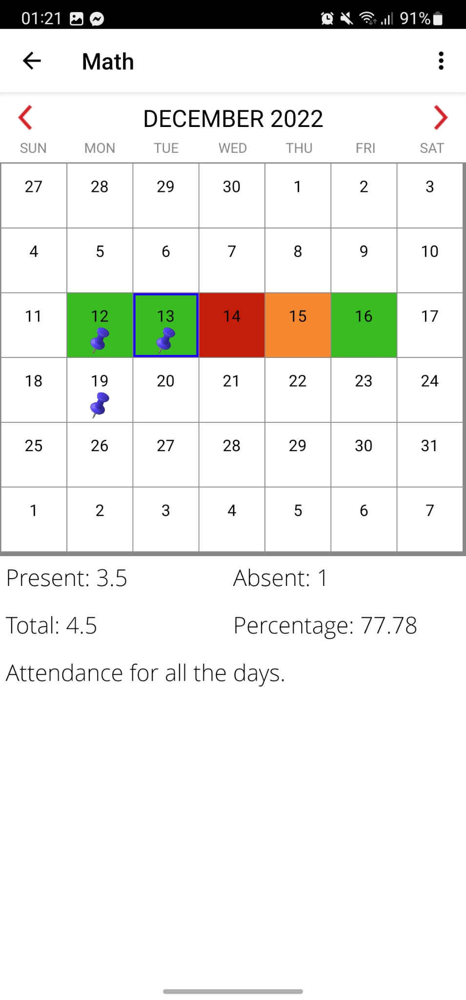 01:21 91%
Math
DECEMBER 2022
SUN MON TUE WED THU FRI SAT
27 28 29 30 1 2 3
4 5 6 7 8 9 10
11 12 13 14 15 16 17
18 19 20 21 22 23 24
25 26 27 28 29 30 31
1 2 3 4 5 6 7
Present: 3.5 Absent: 1
Total: 4.5 Percentage: 77.78
Attendance for all the days.